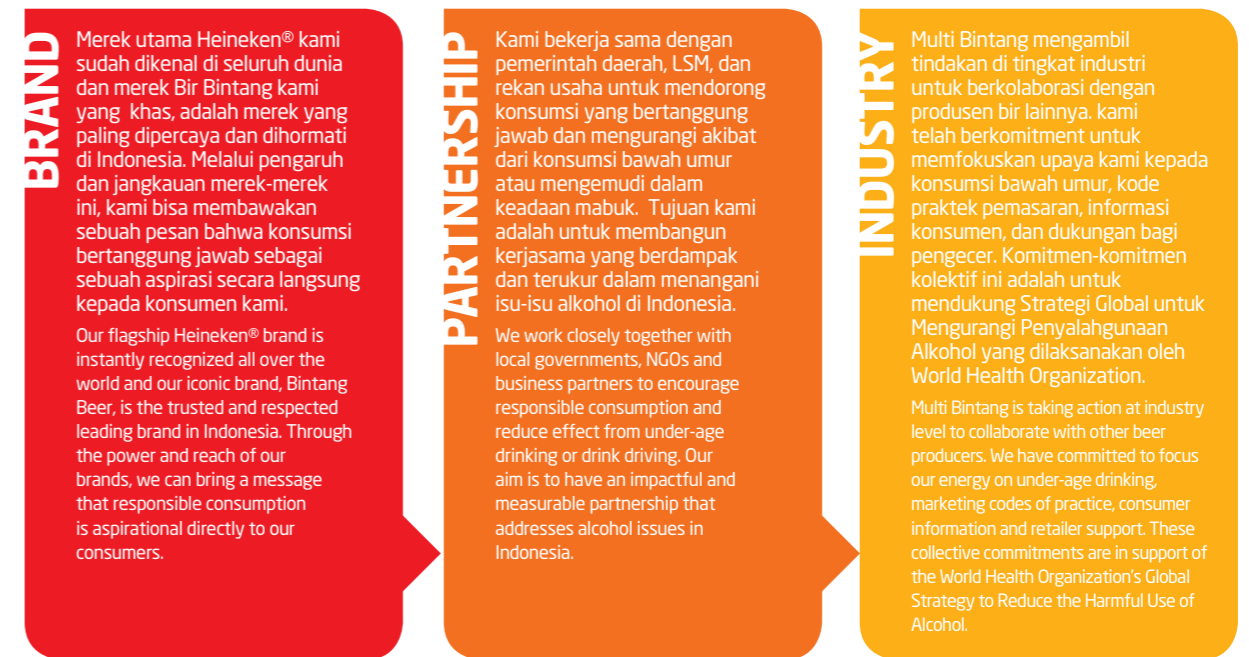 BRAND
Merek utama Heineken® kami
sudah dikenal di seluruh dunia
dan merek Bir Bintang kami
yang khas, adalah merek yang
paling dipercaya dan dihormati
di Indonesia. Melalui pengaruh
dan jangkauan merek-merek
ini, kami bisa membawakan
sebuah pesan bahwa konsumsi
bertanggung jawab sebagai
sebuah aspirasi secara langsung
kepada konsumen kami.
Our flagship Heineken® brand is
instantly recognized all over the
world and our iconic brand, Bintang
Beer, is the trusted and respected
leading brand in Indonesia. Through
the power and reach of our
brands, we can bring a message
that responsible consumption
is aspirational directly to our
consumers.
PARTNERSHIP
Kami bekerja sama dengan
pemerintah daerah, LSM, dan
rekan usaha untuk mendorong
konsumsi yang bertanggung
jawab dan mengurangi akibat
dari konsumsi bawah umur
atau mengemudi dalam
keadaan mabuk. Tujuan kami
adalah untuk membangun
kerjasama yang berdampak
dan terukur dalam menangani
isu-isu alkohol di Indonesia.
We work closely together with
local governments, NGOs and
business partners to encourage
responsible consumption and
reduce effect from under-age
drinking or drink driving. Our
aim is to have an impactful and
measurable partnership that
addresses alcohol issues in
Indonesia.
INDUSTRY
Multi Bintang mengambil
tindakan di tingkat industri
untuk berkolaborasi dengan
produsen bir lainnya. kami
telah berkomitment untuk
memfokuskan upaya kami kepada
konsumsi bawah umur, kode
praktek pemasaran, informasi
konsumen, dan dukungan bagi
pengecer. Komitmen-komitmen
kolektif ini adalah untuk
mendukung Strategi Global untuk
Mengurangi Penyalahgunaan
Alkohol yang dilaksanakan oleh
World Health Organization.
Multi Bintang is taking action at industry
level to collaborate with other beer
producers. We have committed to focus
our energy on under-age drinking,
marketing codes of practice, consumer
information and retailer support. These
collective commitments are in support of
the World Health Organization's Global
Strategy to Reduce the Harmful Use of
Alcohol.